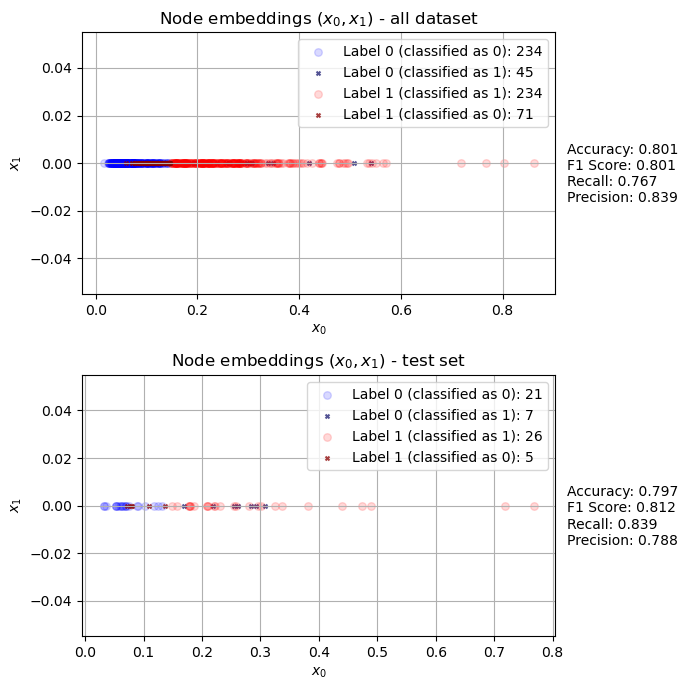 Node embeddings (x₀, x₁) - all dataset
Label 0 (classified as 0): 234
Label 0 (classified as 1): 45
Label 1 (classified as 1): 234
Label 1 (classified as 0): 71
0.04
0.02
0.00
−0.02
−0.04
x₁
0.0 0.2 0.4 0.6 0.8
x₀
Accuracy: 0.801
F1 Score: 0.801
Recall: 0.767
Precision: 0.839
Node embeddings (x₀, x₁) - test set
Label 0 (classified as 0): 21
Label 0 (classified as 1): 7
Label 1 (classified as 1): 26
Label 1 (classified as 0): 5
0.04
0.02
0.00
−0.02
−0.04
x₁
0.0 0.1 0.2 0.3 0.4 0.5 0.6 0.7 0.8
x₀
Accuracy: 0.797
F1 Score: 0.812
Recall: 0.839
Precision: 0.788